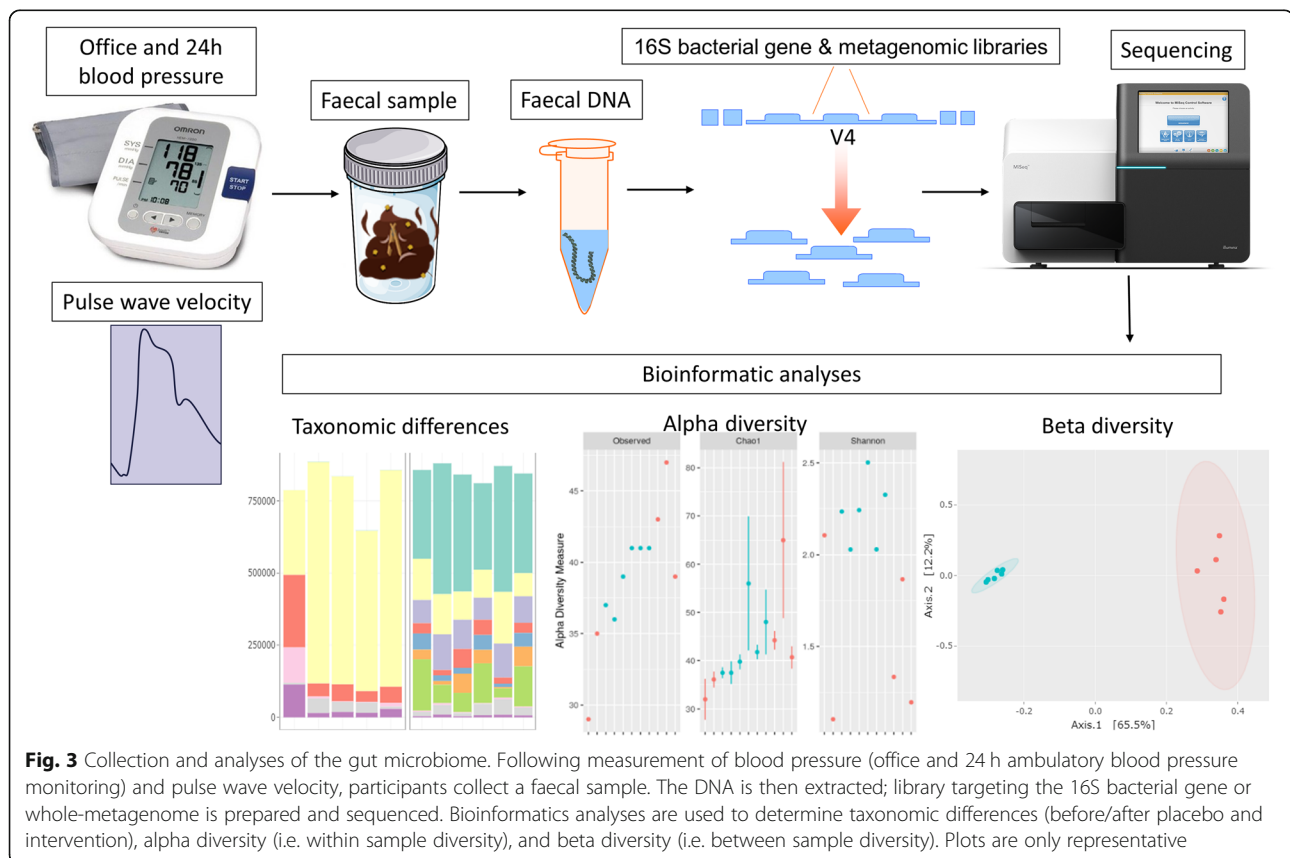 Office and 24h
blood pressure
16S bacterial gene & metagenomic libraries
Sequencing
Faecal sample
Faecal DNA
OMRON
SYS
DIA
PULSE
118
78
70
PM 10:08
MEMORY
START
STOP
V4
MiSeq
illumina
Pulse wave velocity
Bioinformatic analyses
Taxonomic differences
750000
500000
250000
0
Alpha diversity
Observed
Chao1
Shannon
Alpha Diversity Measure
45
40
35
30
80
70
60
50
40
30
2.5
2.0
1.5
Beta diversity
Axis.2 [12.2%]
0.5
0.0
-0.5
-0.2
0.0
0.2
0.4
Axis.1 [65.5%]
Fig. 3 Collection and analyses of the gut microbiome. Following measurement of blood pressure (office and 24 h ambulatory blood pressure
monitoring) and pulse wave velocity, participants collect a faecal sample. The DNA is then extracted; library targeting the 16S bacterial gene or
whole-metagenome is prepared and sequenced. Bioinformatics analyses are used to determine taxonomic differences (before/after placebo and
intervention), alpha diversity (i.e. within sample diversity), and beta diversity (i.e. between sample diversity). Plots are only representative